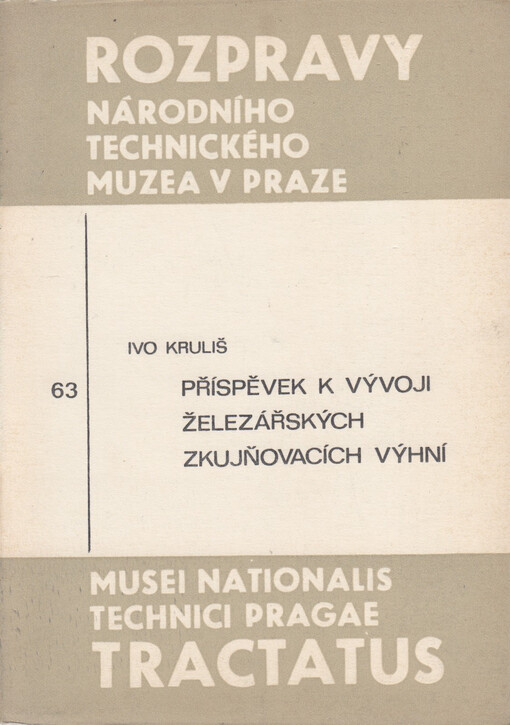 ROZPRAVY
NÁRODNÍHO
TECHNICKÉHO
MUZEA V PRAZE
IVO KRULIŠ
63
PŘÍSPĚVEK K VÝVOJI
ŽELEZÁŘSKÝCH
ZKUJŇOVACÍCH VÝHNÍ
MUSEI NATIONALIS
TECHNICI PRAGAE
TRACTATUS